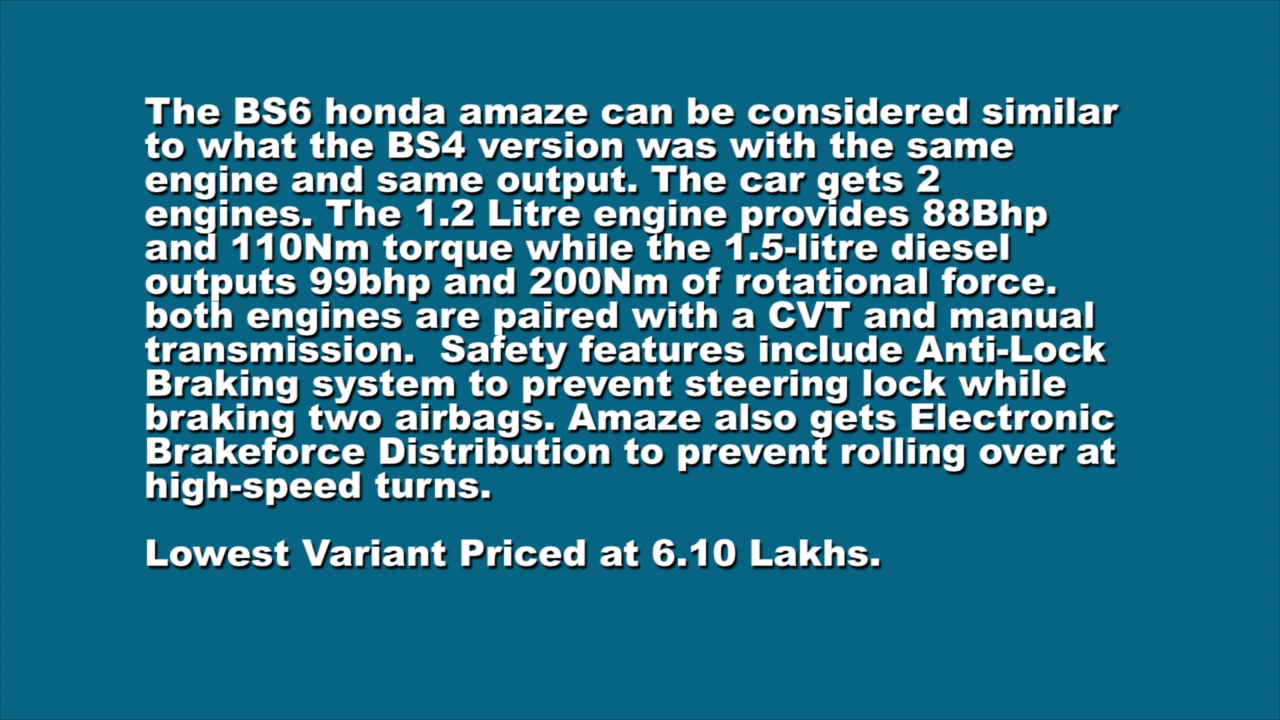 The BS6 honda amaze can be considered similar
to what the BS4 version was with the same
engine and same output. The car gets 2
engines. The 1.2 Litre engine provides 88Bhp
and 110Nm torque while the 1.5-litre diesel
outputs 99bhp and 200Nm of rotational force.
both engines are paired with a CVT and manual
transmission.  Safety features include Anti-Lock
Braking system to prevent steering lock while
braking two airbags. Amaze also gets Electronic
Brakeforce Distribution to prevent rolling over at
high-speed turns.
Lowest Variant Priced at 6.10 Lakhs.